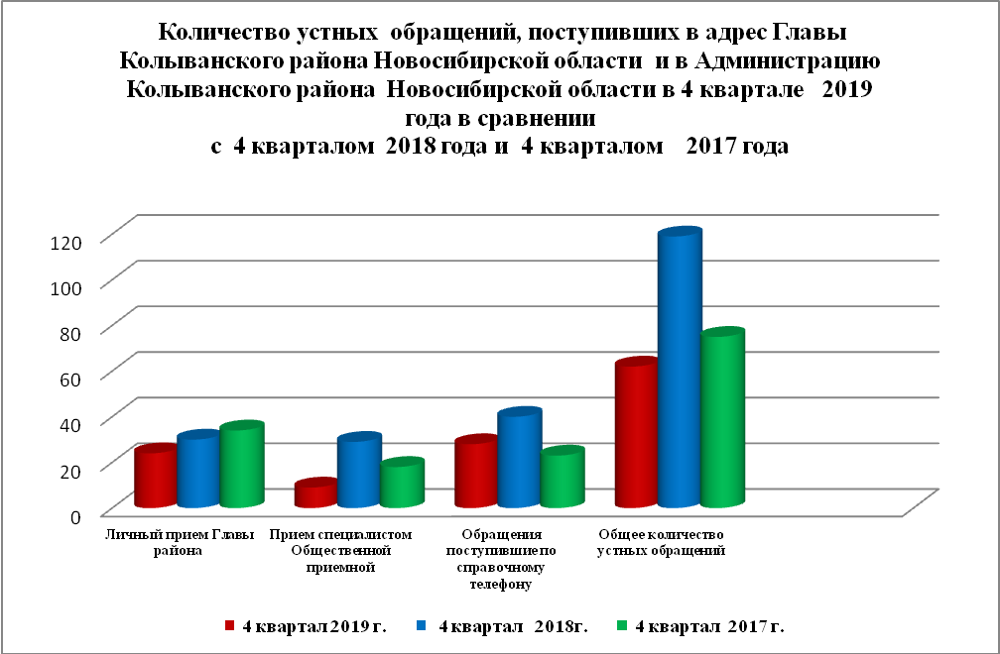 Количество устных обращений, поступивших в адрес Главы
Колыванского района Новосибирской области и в Администрацию
Колыванского района Новосибирской области в 4 квартале 2019
года в сравнении
с 4 кварталом 2018 года и 4 кварталом 2017 года
120
100
80
60
40
20
0
Личный прием Главы
района
Прием специалистом
Общественной
приемной
Обращения
поступившие по
справочному
телефону
Общее количество
устных обращений
4 квартал 2019 г.
4 квартал 2018г.
4 квартал 2017 г.